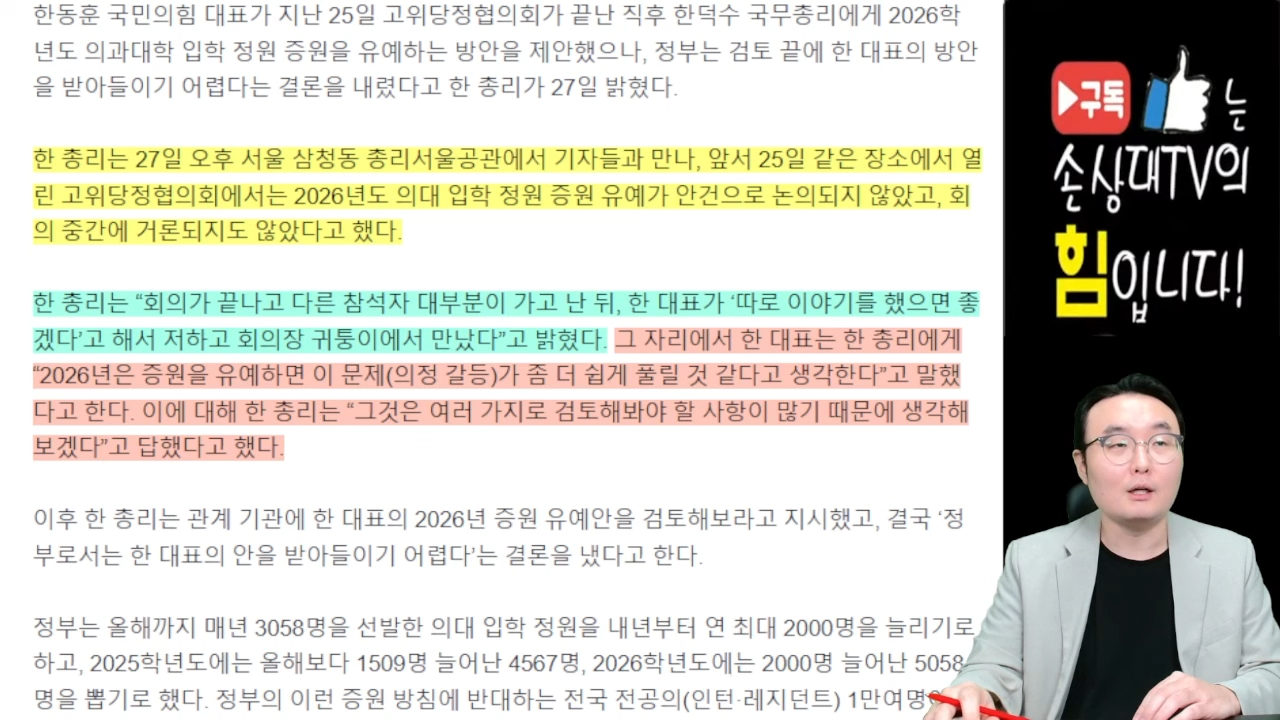 한동훈 국민의힘 대표가 지난 25일 고위당정협의회가 끝난 직후 한덕수 국무총리에게 2026학
년도 의과대학 입학 정원 증원을 유예하는 방안을 제안했으나, 정부는 검토 끝에 한 대표의 방안
을 받아들이기 어렵다는 결론을 내렸다고 한 총리가 27일 밝혔다.
한 총리는 27일 오후 서울 삼청동 총리서울공관에서 기자들과 만나, 앞서 25일 같은 장소에서 열
린 고위당정협의회에서는 2026년도 의대 입학 정원 증원 유예가 안건으로 논의되지 않았고, 회
의 중간에 거론되지도 않았다고 했다.
한 총리는 “회의가 끝나고 다른 참석자 대부분이 가고 난 뒤, 한 대표가 ‘따로 이야기를 했으면 좋
겠다’고 해서 저하고 회의장 귀퉁이에서 만났다”고 밝혔다. 그 자리에서 한 대표는 한 총리에게
“2026년은 증원을 유예하면 이 문제(의정 갈등)가 좀 더 쉽게 풀릴 것 같다고 생각한다”고 말했
다고 한다. 이에 대해 한 총리는 “그것은 여러 가지로 검토해봐야 할 사항이 많기 때문에 생각해
보겠다”고 답했다고 했다.
이후 한 총리는 관계 기관에 한 대표의 2026년 증원 유예안을 검토해보라고 지시했고, 결국 ‘정
부로서는 한 대표의 안을 받아들이기 어렵다’는 결론을 냈다고 한다.
정부는 올해까지 매년 3058명을 선발한 의대 입학 정원을 내년부터 연 최대 2000명을 늘리기로
하고, 2025학년도에는 올해보다 1509명 늘어난 4567명, 2026학년도에는 2000명 늘어난 5058
명을 뽑기로 했다. 정부의 이런 증원 방침에 반대하는 전국 전공의(인턴·레지던트) 1만여명
구독 는
손상대TV의
힘입니다!